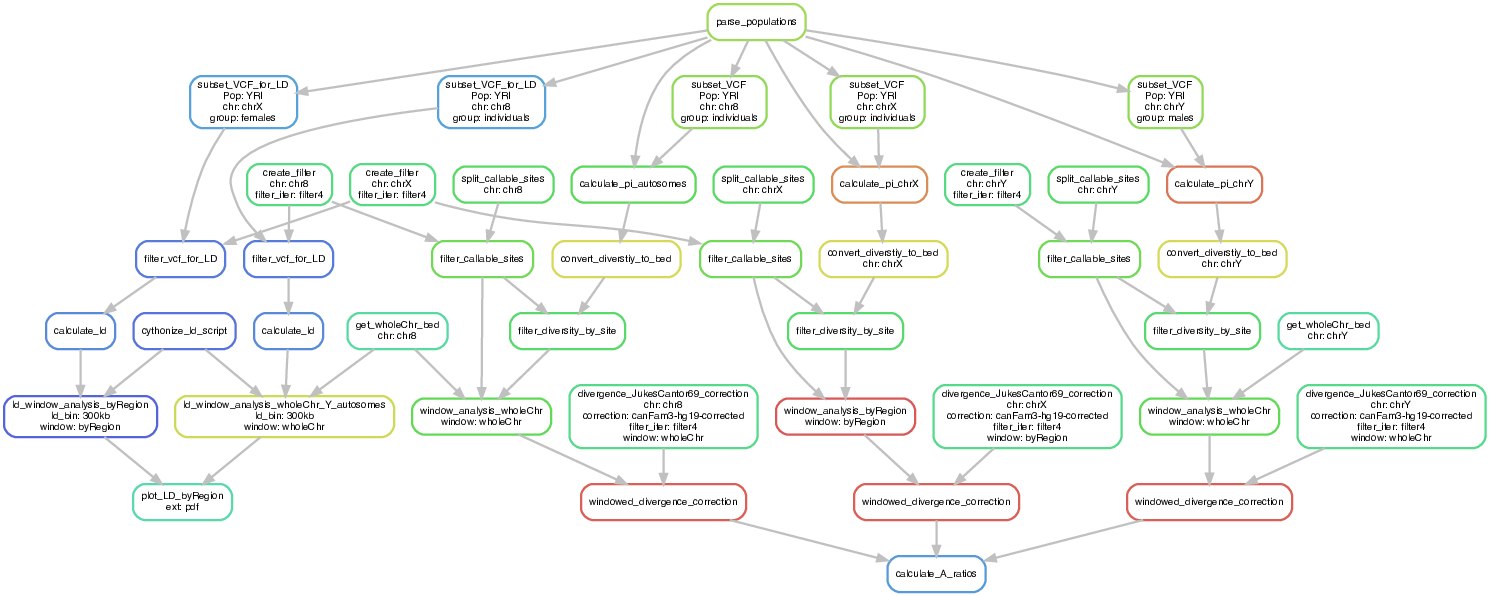 parse_populations
subset_VCF_for_LD
Pop: YRI
chr: chrX
group: females
subset_VCF_for_LD
Pop: YRI
chr: chr8
group: individuals
subset_VCF
Pop: YRI
chr: chr8
group: individuals
subset_VCF
Pop: YRI
chr: chrX
group: individuals
subset_VCF
Pop: YRI
chr: chrY
group: males
create_filter
chr: chr8
filter_iter: filter4
create_filter
chr: chrX
filter_iter: filter4
split_callable_sites
chr: chr8
calculate_pi_autosomes
split_callable_sites
chr: chrX
calculate_pi_chrX
create_filter
chr: chrY
filter_iter: filter4
split_callable_sites
chr: chrY
calculate_pi_chrY
filter_vcf_for_LD
filter_vcf_for_LD
filter_callable_sites
convert_diverstiy_to_bed
filter_callable_sites
convert_diverstiy_to_bed
chr: chrX
filter_callable_sites
convert_diverstiy_to_bed
chr: chrY
calculate_ld
cythonize_ld_script
calculate_ld
get_wholeChr_bed
chr: chr8
filter_diversity_by_site
filter_diversity_by_site
filter_diversity_by_site
get_wholeChr_bed
chr: chrY
ld_window_analysis_byRegion
ld_bin: 300kb
window: byRegion
ld_window_analysis_wholeChr_Y_autosomes
ld_bin: 300kb
window: wholeChr
window_analysis_wholeChr
window: wholeChr
divergence_JukesCantor69_correction
chr: chr8
correction: canFam3-hg19-corrected
filter_iter: filter4
window: wholeChr
window_analysis_byRegion
window: byRegion
divergence_JukesCantor69_correction
chr: chrX
correction: canFam3-hg19-corrected
filter_iter: filter4
window: byRegion
window_analysis_wholeChr
window: wholeChr
divergence_JukesCantor69_correction
chr: chrY
correction: canFam3-hg19-corrected
filter_iter: filter4
window: wholeChr
plot_LD_byRegion
ext: pdf
windowed_divergence_correction
windowed_divergence_correction
windowed_divergence_correction
calculate_A_ratios